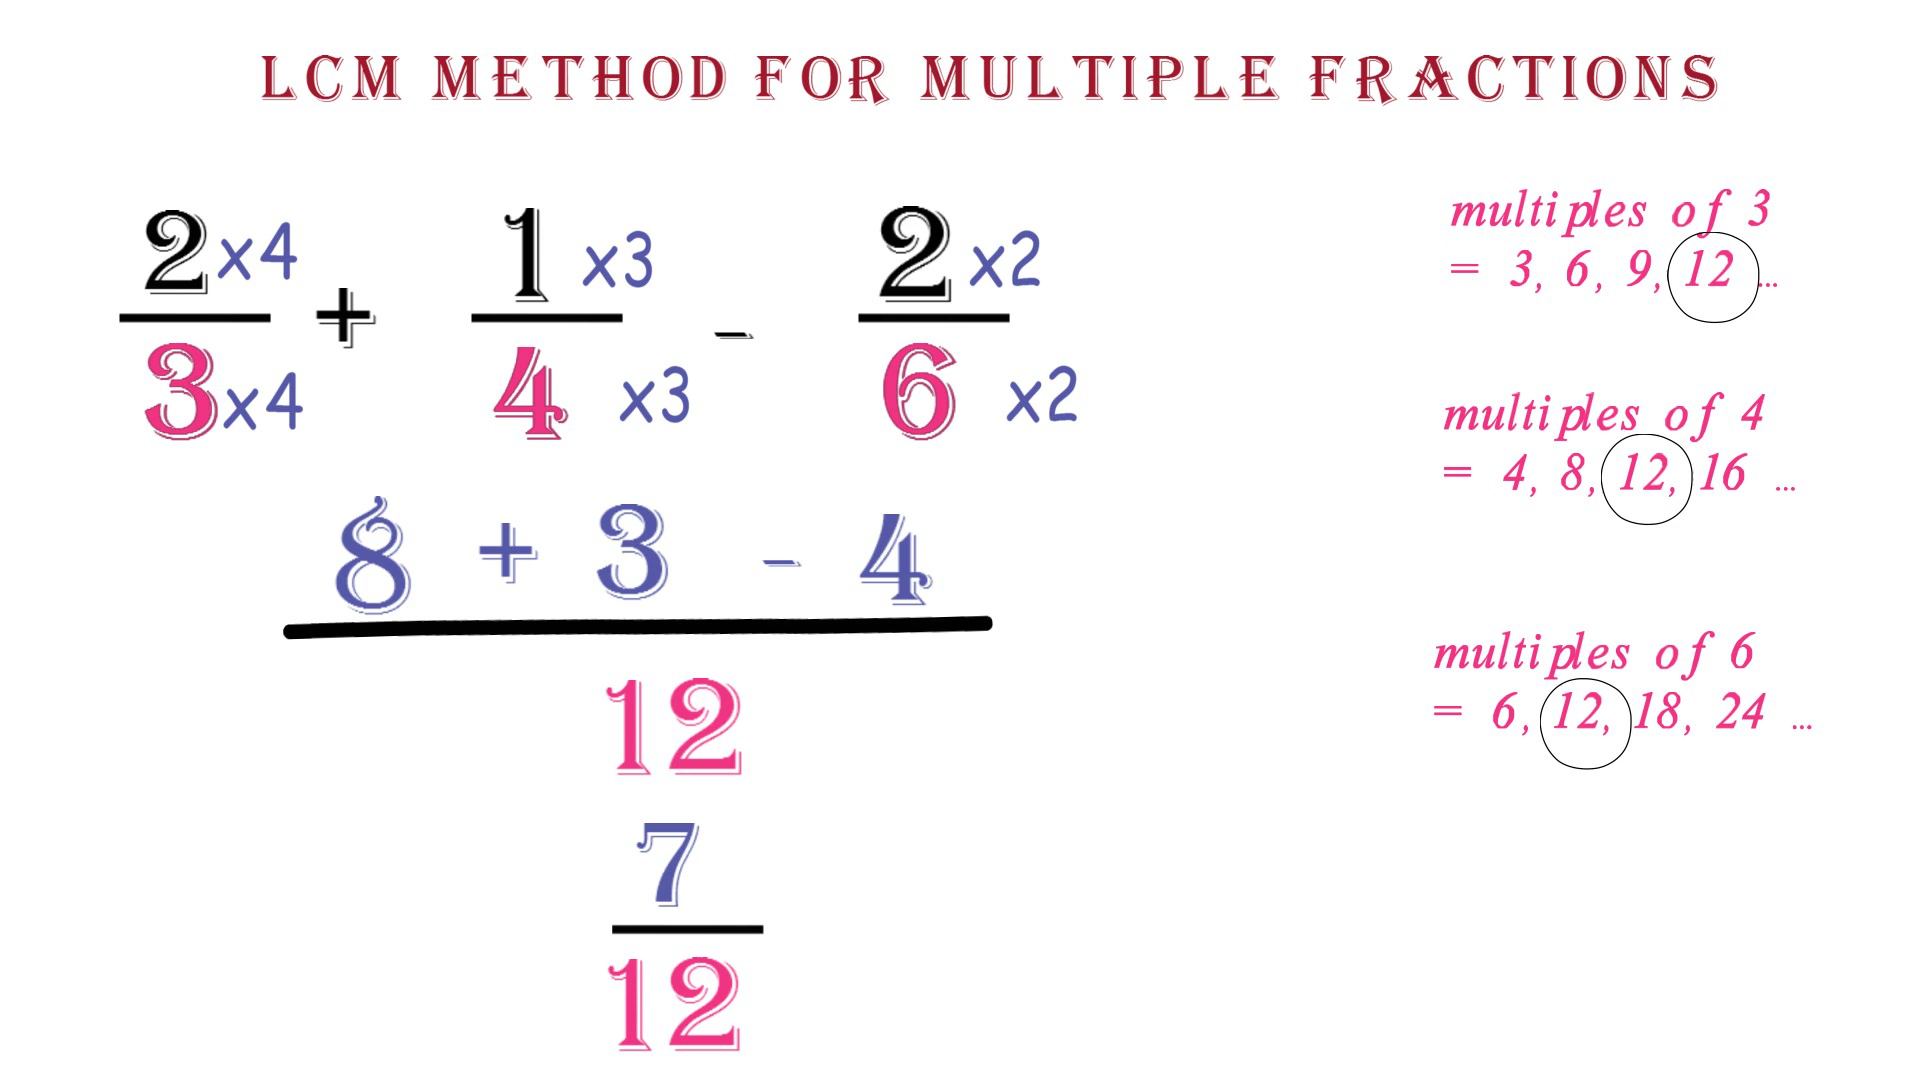 LCM METHOD FOR MULTIPLE FRACTIONS
2x4 1 x3 2 x2
+ -
3x4 4 x3 6 x2
8 + 3 - 4
12
7
12
multiples of 3
= 3, 6, 9, 12 ...
multiples of 4
= 4, 8, 12, 16 ...
multiples of 6
= 6, 12, 18, 24 ...